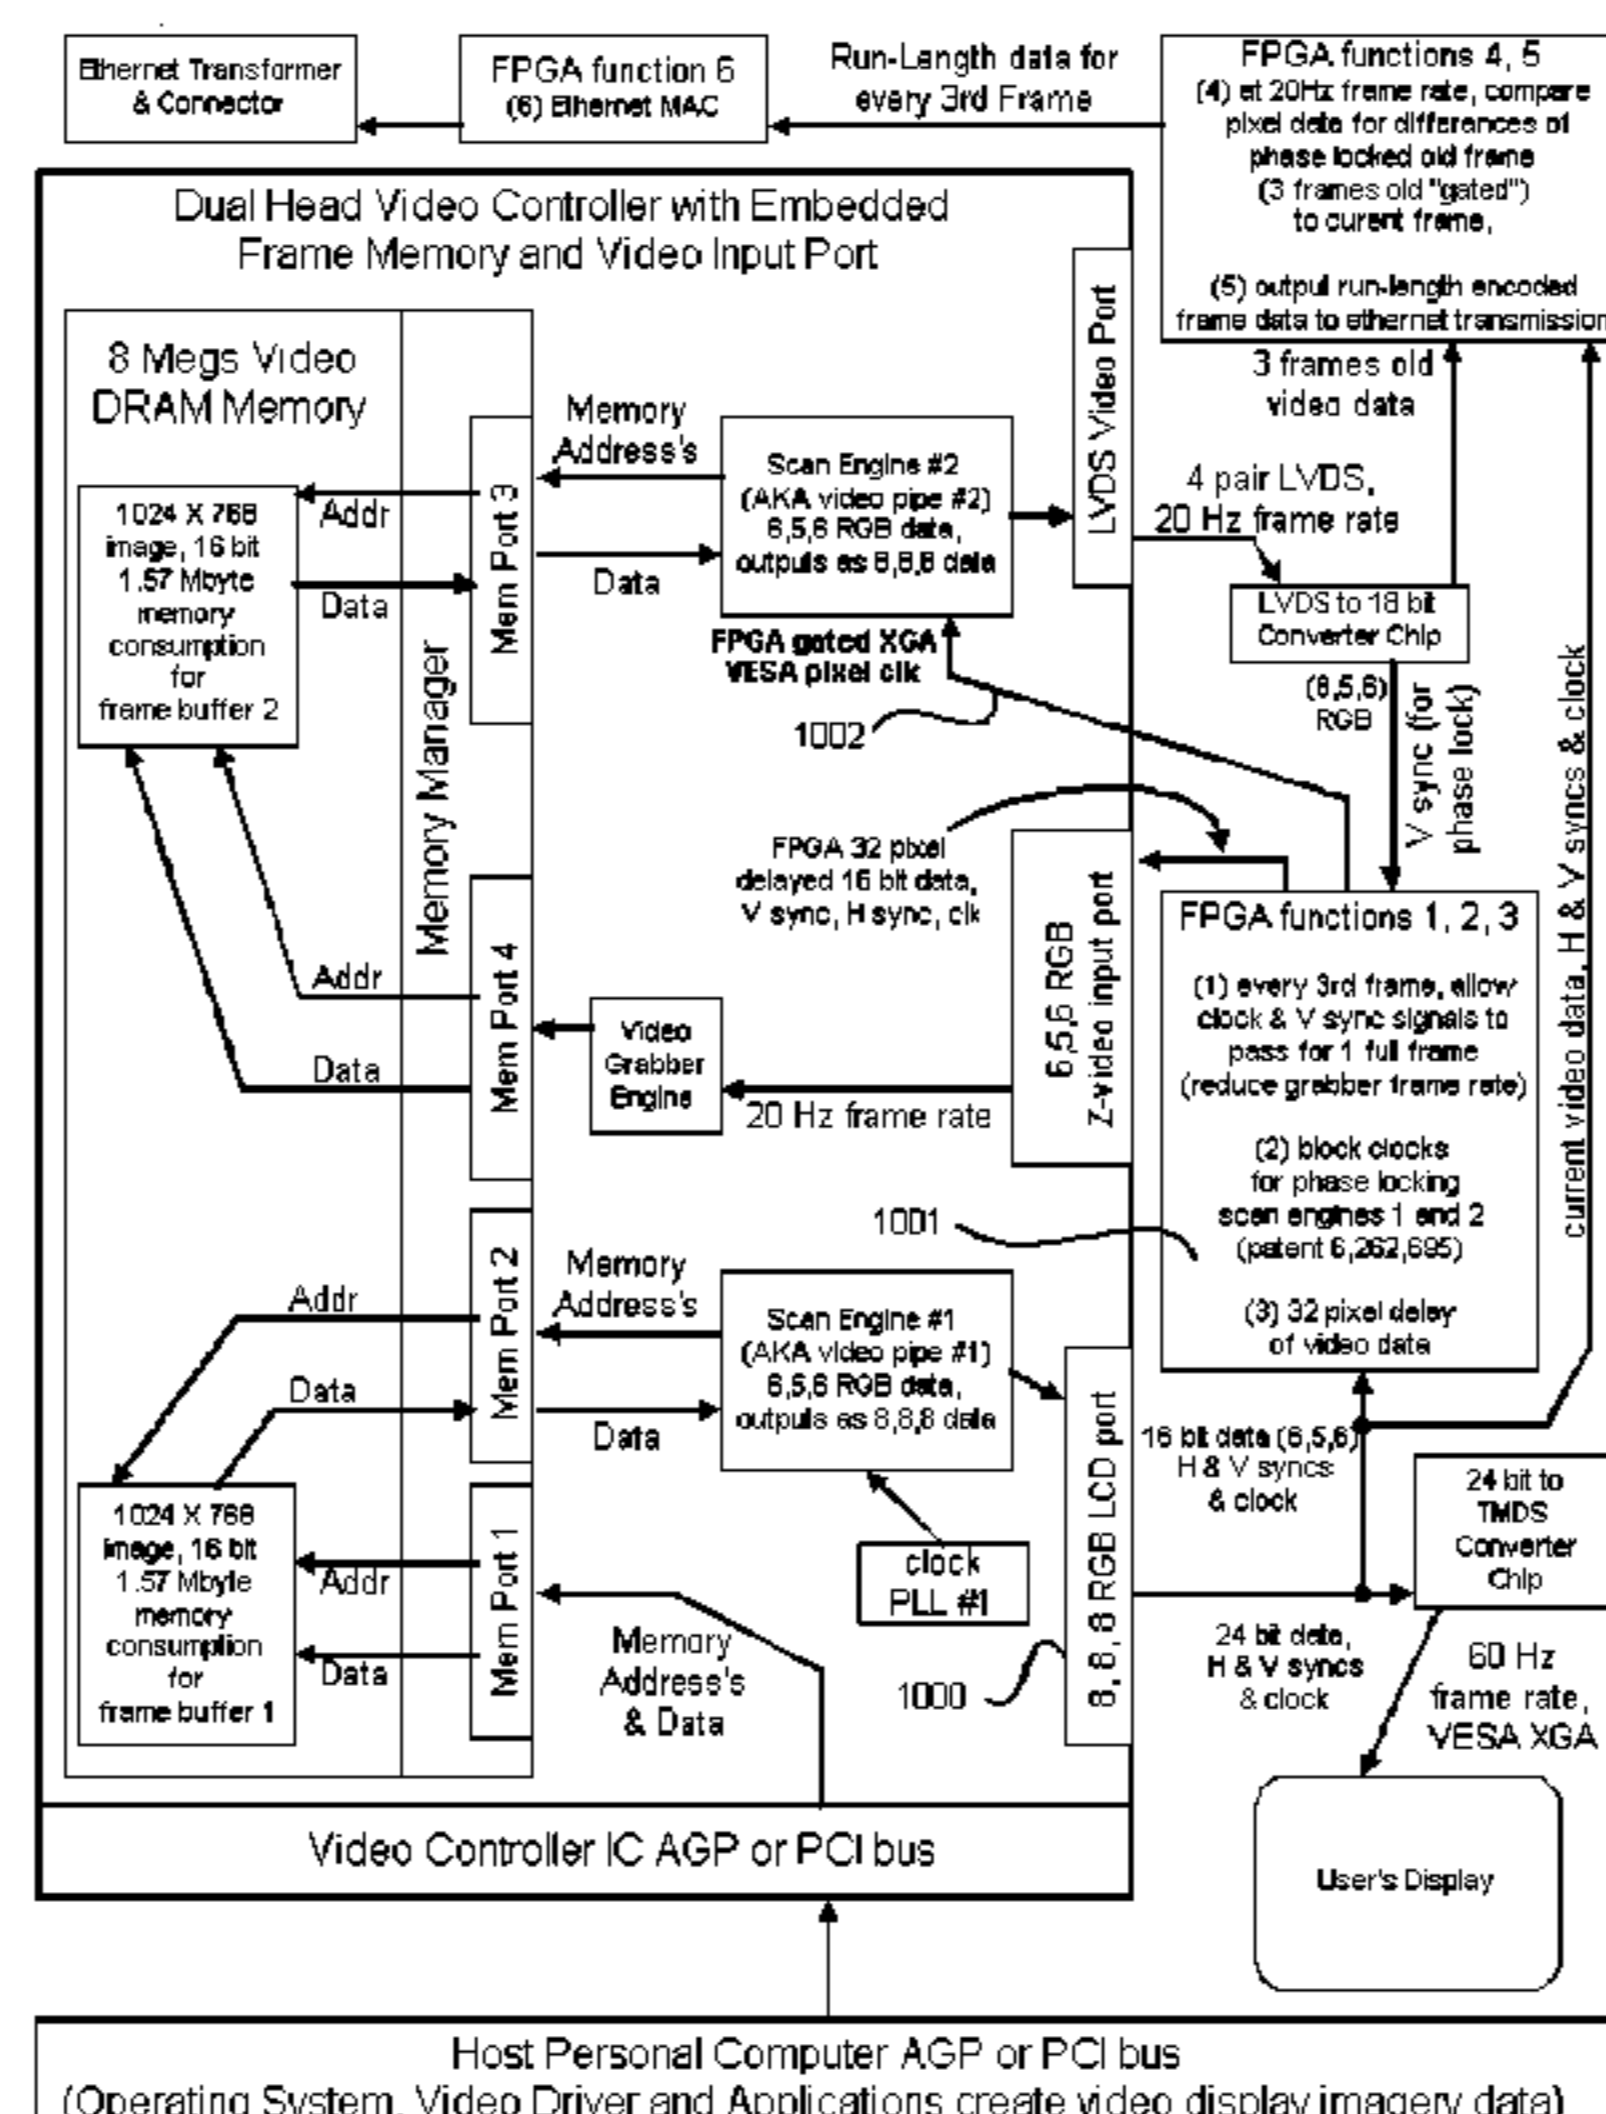 Ethernet Transformer
& Connector
FPGA function 6
(6) Ethernet MAC
Run-Length data for
every 3rd Frame
FPGA functions 4, 5
(4) at 20Hz frame rate, compare
pixel data for differences of
phase locked old frame
(3 frames old "gated")
to curent frame,
(5) output run-length encoded
frame data to ethernet transmission
Dual Head Video Controller with Embedded
Frame Memory and Video Input Port
8 Megs Video
DRAM Memory
Memory Manager
1024 X 768
image, 16 bit
1.57 Mbyte
memory
consumption
for
frame buffer 2
Addr
Data
Mem Port 3
Memory
Address's
Data
Scan Engine #2
(AKA video pipe #2)
6,5,6 RGB data,
outputs as 8,8,8 data
LVDS Video Port
3 frames old
video data
4 pair LVDS,
20 Hz frame rate
LVDS to 18 bit
Converter Chip
(6,5,6)
RGB
V sync (for
phase lock)
current video data, H & V syncs & clock
FPGA gated XGA
VESA pixel clk
1002
FPGA 32 pixel
delayed 16 bit data,
V sync, H sync, clk
6,5,6 RGB
Z-video input port
Addr
Data
Mem Port 4
Video
Grabber
Engine
20 Hz frame rate
FPGA functions 1, 2, 3
(1) every 3rd frame, allow
clock & V sync signals to
pass for 1 full frame
(reduce grabber frame rate)
(2) block clocks
for phase locking
scan engines 1 and 2
(patent 6,262,695)
(3) 32 pixel delay
of video data
1001
Addr
Data
Mem Port 2
Memory
Address's
Data
Scan Engine #1
(AKA video pipe #1)
6,5,6 RGB data,
outputs as 8,8,8 data
clock
PLL #1
8, 8, 8 RGB LCD port
1000
16 bit data (6,5,6)
H & V syncs
& clock
24 bit to
TMDS
Converter
Chip
24 bit data,
H & V syncs
& clock
60 Hz
frame rate,
VESA XGA
User's Display
1024 X 768
image, 16 bit
1.57 Mbyte
memory
consumption
for
frame buffer 1
Addr
Data
Mem Port 1
Memory
Address's
& Data
Video Controller IC AGP or PCI bus
Host Personal Computer AGP or PCI bus
(Operating System, Video Driver and Applications create video display imagery data)